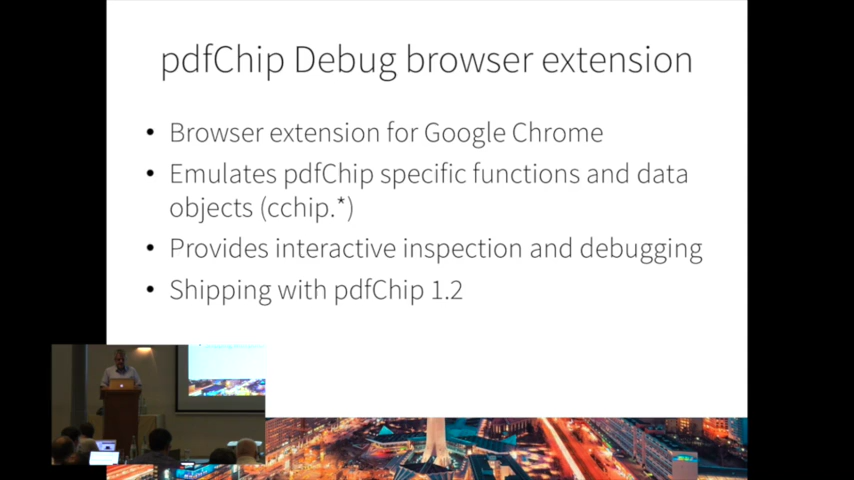 pdfChip Debug browser extension
• Browser extension for Google Chrome
• Emulates pdfChip specific functions and data
objects (cchip.*)
• Provides interactive inspection and debugging
• Shipping with pdfChip 1.2